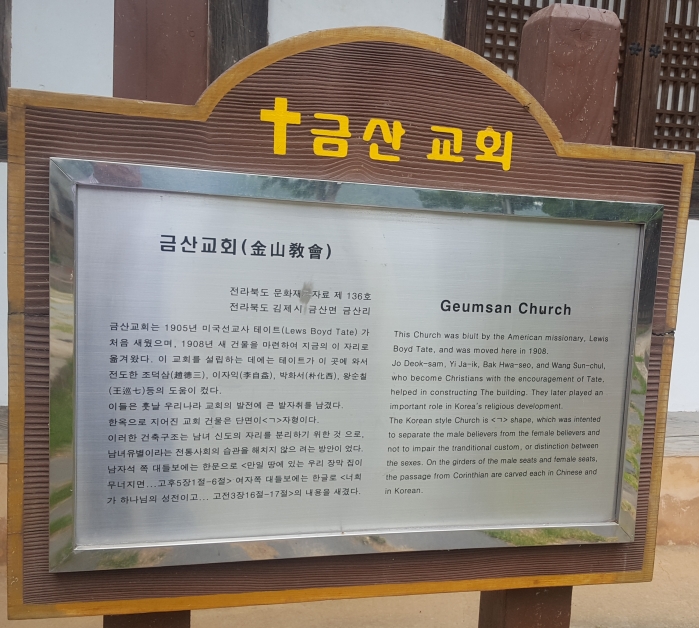 금산 교회
금산교회(金山敎會)
전라북도 문화재 자료 제 136호
전라북도 김제시 금산면 금산리
금산교회는 1905년 미국선교사 테이트(Lews Boyd Tate) 가
처음 세웠으며, 1908년 새 건물을 마련하여 지금의 이 자리로
옮겨왔다. 이 교회를 설립하는 데에는 테이트가 이 곳에 와서
전도한 조덕삼(趙德三), 이자익(李自益), 박화서(朴化西), 왕순칠
(王巡七)등의 도움이 컸다.
이들은 훗날 우리나라 교회의 발전에 큰 발자취를 남겼다.
한옥으로 지어진 교회 건물은 단면이<ㄱ>자형이다.
이러한 건축구조는 남녀 신도의 자리를 분리하기 위한 것 으로,
남녀유별이라는 전통사회의 습관을 해치지 않으 려는 방안이 었다.
남자석 쪽 대들보에는 한문으로 <만일 땅에 있는 우리 장막 집이
무너지면...고후5장1절-6절> 여자쪽 대들보에는 한글로 <너희
가 하나님의 성전이고... 고전3장16절-17절>의 내용을 새겼다.
Geumsan Church
This Church was biult by the American missionary, Lewis
Boyd Tate, and was moved here in 1908.
Jo Deok-sam, Yi Ja-ik, Bak Hwa-seo, and Wang Sun-chul,
who become Christians with the encouragement of Tate,
helped in constructing The building. They later played an
important role in Korea's religious development.
The Korean style Church is <ㄱ> shape, which was intented
to separate the male believers from the female believers and
not to impair the tranditional custom, or distinction between
the sexes. On the girders of the male seats and female seats,
the passage from Corinthier are carved each in Chinese and
in Korean.